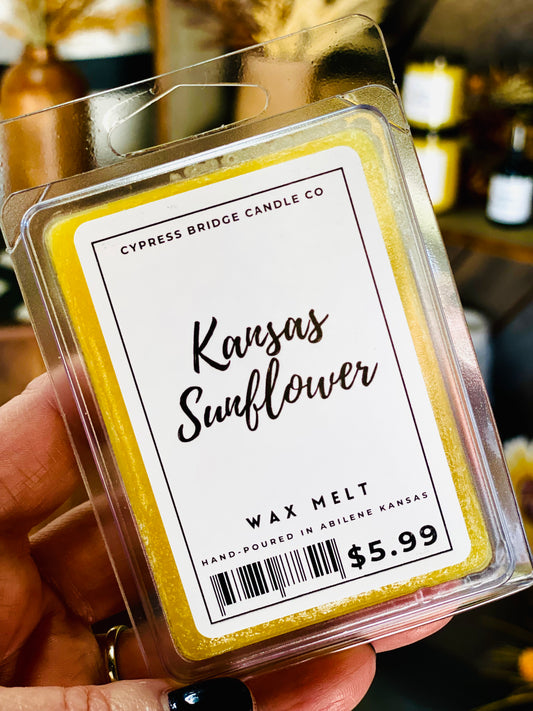 CYPRESS BRIDGE CANDLE CO
Kansas
Sunflower
WAX MELT
HAND-POURED IN ABILENE KANSAS
$5.99